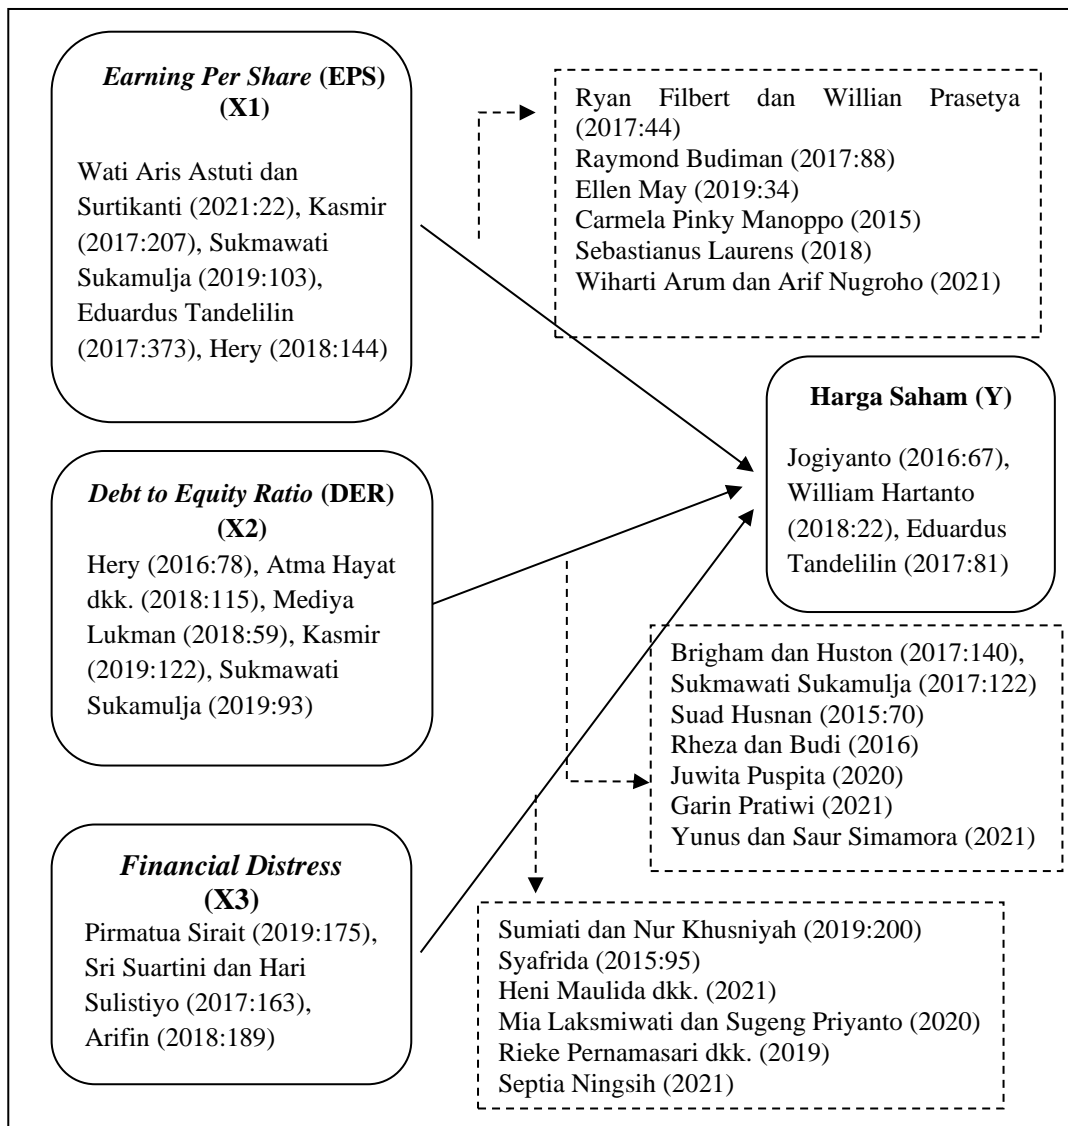 Earning Per Share (EPS)
(X1)
Wati Aris Astuti dan
Surtikanti (2021:22), Kasmir
(2017:207), Sukmawati
Sukamulja (2019:103),
Eduardus Tandelilin
(2017:373), Hery (2018:144)
Ryan Filbert dan Willian Prasetya
(2017:44)
Raymond Budiman (2017:88)
Ellen May (2019:34)
Carmela Pinky Manoppo (2015)
Sebastianus Laurens (2018)
Wiharti Arum dan Arif Nugroho (2021)
Harga Saham (Y)
Jogiyanto (2016:67),
William Hartanto
(2018:22), Eduardus
Tandelilin (2017:81)
Debt to Equity Ratio (DER)
(X2)
Hery (2016:78), Atma Hayat
dkk. (2018:115), Mediya
Lukman (2018:59), Kasmir
(2019:122), Sukmawati
Sukamulja (2019:93)
Brigham dan Huston (2017:140),
Sukmawati Sukamulja (2017:122)
Suad Husnan (2015:70)
Rheza dan Budi (2016)
Juwita Puspita (2020)
Garin Pratiwi (2021)
Yunus dan Saur Simamora (2021)
Financial Distress
(X3)
Pirmatua Sirait (2019:175),
Sri Suartini dan Hari
Sulistiyo (2017:163),
Arifin (2018:189)
Sumiati dan Nur Khusniyah (2019:200)
Syafrida (2015:95)
Heni Maulida dkk. (2021)
Mia Laksmiwati dan Sugeng Priyanto (2020)
Rieke Pernamasari dkk. (2019)
Septia Ningsih (2021)